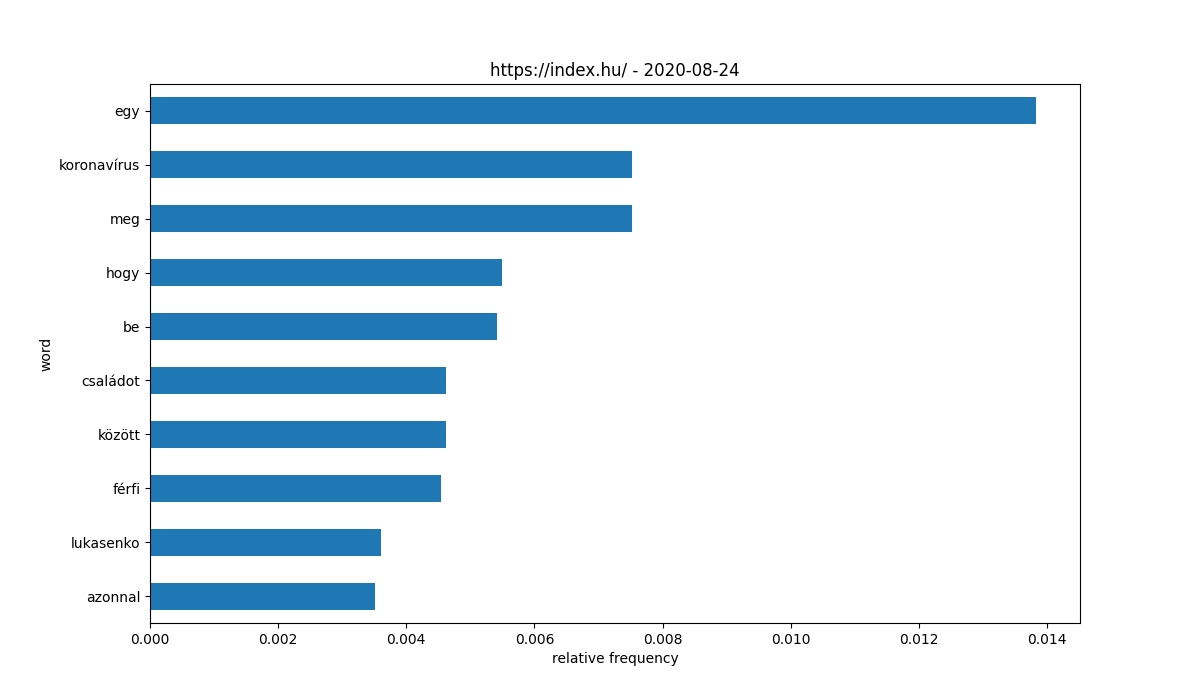 https://index.hu/ - 2020-08-24
egy
koronavírus
meg
hogy
be
családot
között
férfi
lukasenko
azonnal
word
0.000 0.002 0.004 0.006 0.008 0.010 0.012 0.014
relative frequency